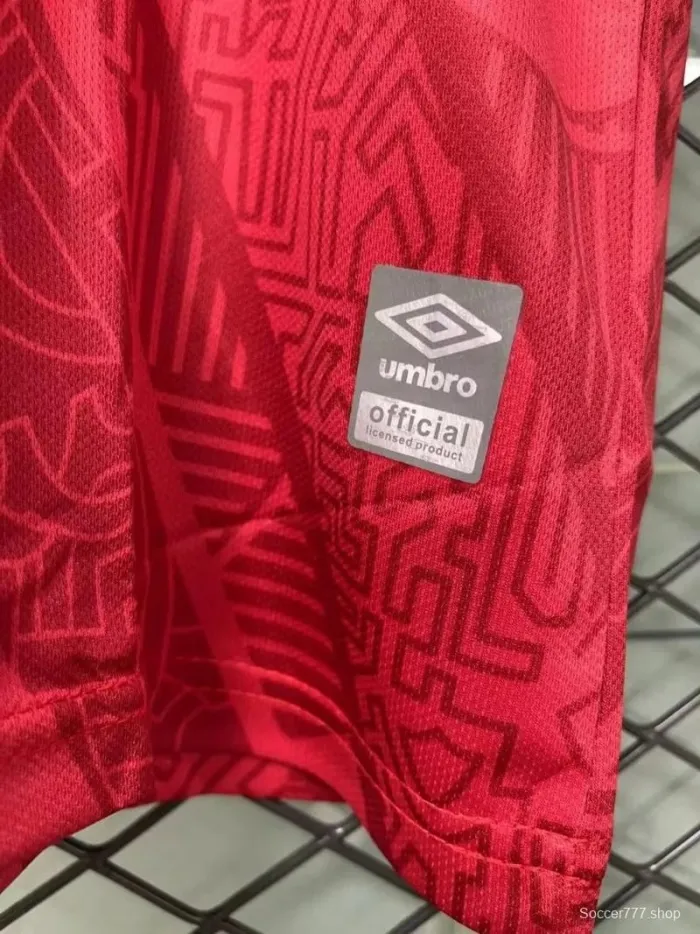 umbro
official
licensed product
Soccer777.shop